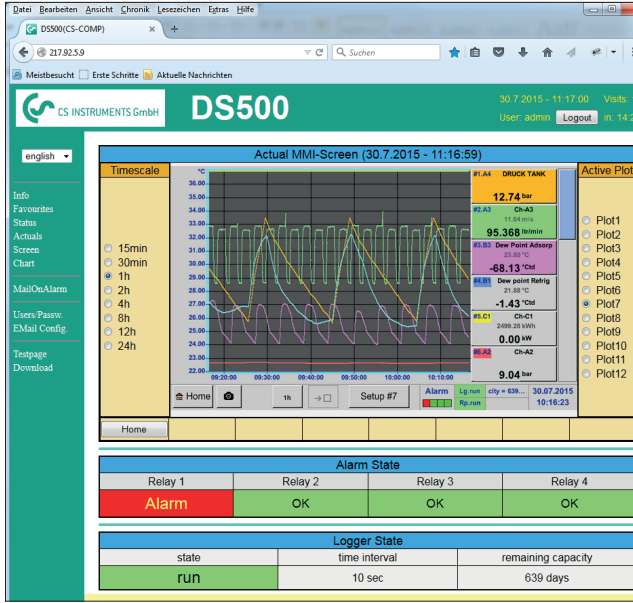 Datei Bearbeiten Ansicht Chronik Lesezeichen Extras Hilfe
DS500(CS-COMP) × +
217.92.5.9
Suchen
Meistbesucht Erste Schritte Aktuelle Nachrichten
CS INSTRUMENTS GmbH
DS500
30.7.2015 - 11:17:00 Visits:
User: admin Logout in: 14:2
english
Info
Favourites
Status
Actuals
Screen
Chart
MailOnAlarm
Users/Passw.
EMail Config.
Testpage
Download
Actual MMI-Screen (30.7.2015 - 11:16:59)
Timescale
15min
30min
1h
2h
4h
8h
12h
24h
°C
36.00
35.00
34.00
33.00
32.00
31.00
30.00
29.00
28.00
27.00
26.00
25.00
24.00
23.00
22.00
09:20:00 09:30:00 09:40:00 09:50:00 10:00:00 10:10:00
#1.A4 DRUCK TANK
12.74 bar
#2.A3 Ch-A3
11.64 m/s
95.368 ltr/min
#3.B3 Dew Point Adsorp
23.80 °C
-68.13 °Ctd
#4.B1 Dew point Refrig
21.88 °C
-1.43 °Ctd
#5.C1 Ch-C1
2499.28 kWh
0.00 kW
#6.A2 Ch-A2
9.04 bar
Home
1h
Setup #7
Alarm
Lg.run
Rp.run
city = 639...
30.07.2015
10:16:23
Active Plot
Plot1
Plot2
Plot3
Plot4
Plot5
Plot6
Plot7
Plot8
Plot9
Plot10
Plot11
Plot12
Home
Alarm State
Relay 1 Relay 2 Relay 3 Relay 4
Alarm OK OK OK
Logger State
state time interval remaining capacity
run 10 sec 639 days